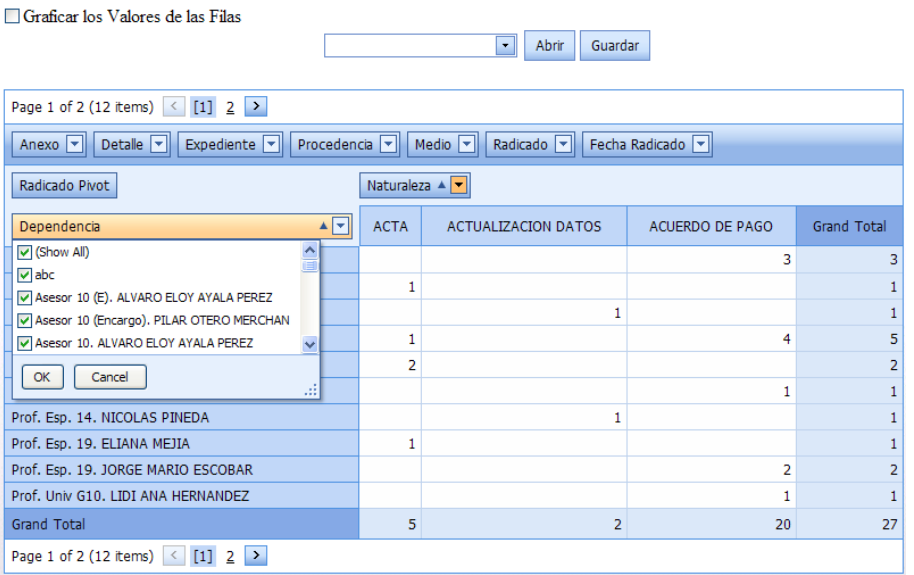 Graficar los Valores de las Filas
Abrir Guardar
Page 1 of 2 (12 items) < [1] 2 >
Anexo Detalle Expediente Procedencia Medio Radicado Fecha Radicado
Radicado Pivot Naturaleza
Dependencia ACTA ACTUALIZACION DATOS ACUERDO DE PAGO Grand Total
(Show All) 3 3
abc 1 1
Asesor 10 (E). ALVARO ELOY AYALA PEREZ 1 1
Asesor 10 (Encargo). PILAR OTERO MERCHAN
Asesor 10. ALVARO ELOY AYALA PEREZ 1 4 5
2 2
OK Cancel
1 1
Prof. Esp. 14. NICOLAS PINEDA 1 1
Prof. Esp. 19. ELIANA MEJIA 1 1
Prof. Esp. 19. JORGE MARIO ESCOBAR 2 2
Prof. Univ G10. LIDI ANA HERNANDEZ 1 1
Grand Total 5 2 20 27
Page 1 of 2 (12 items) < [1] 2 >